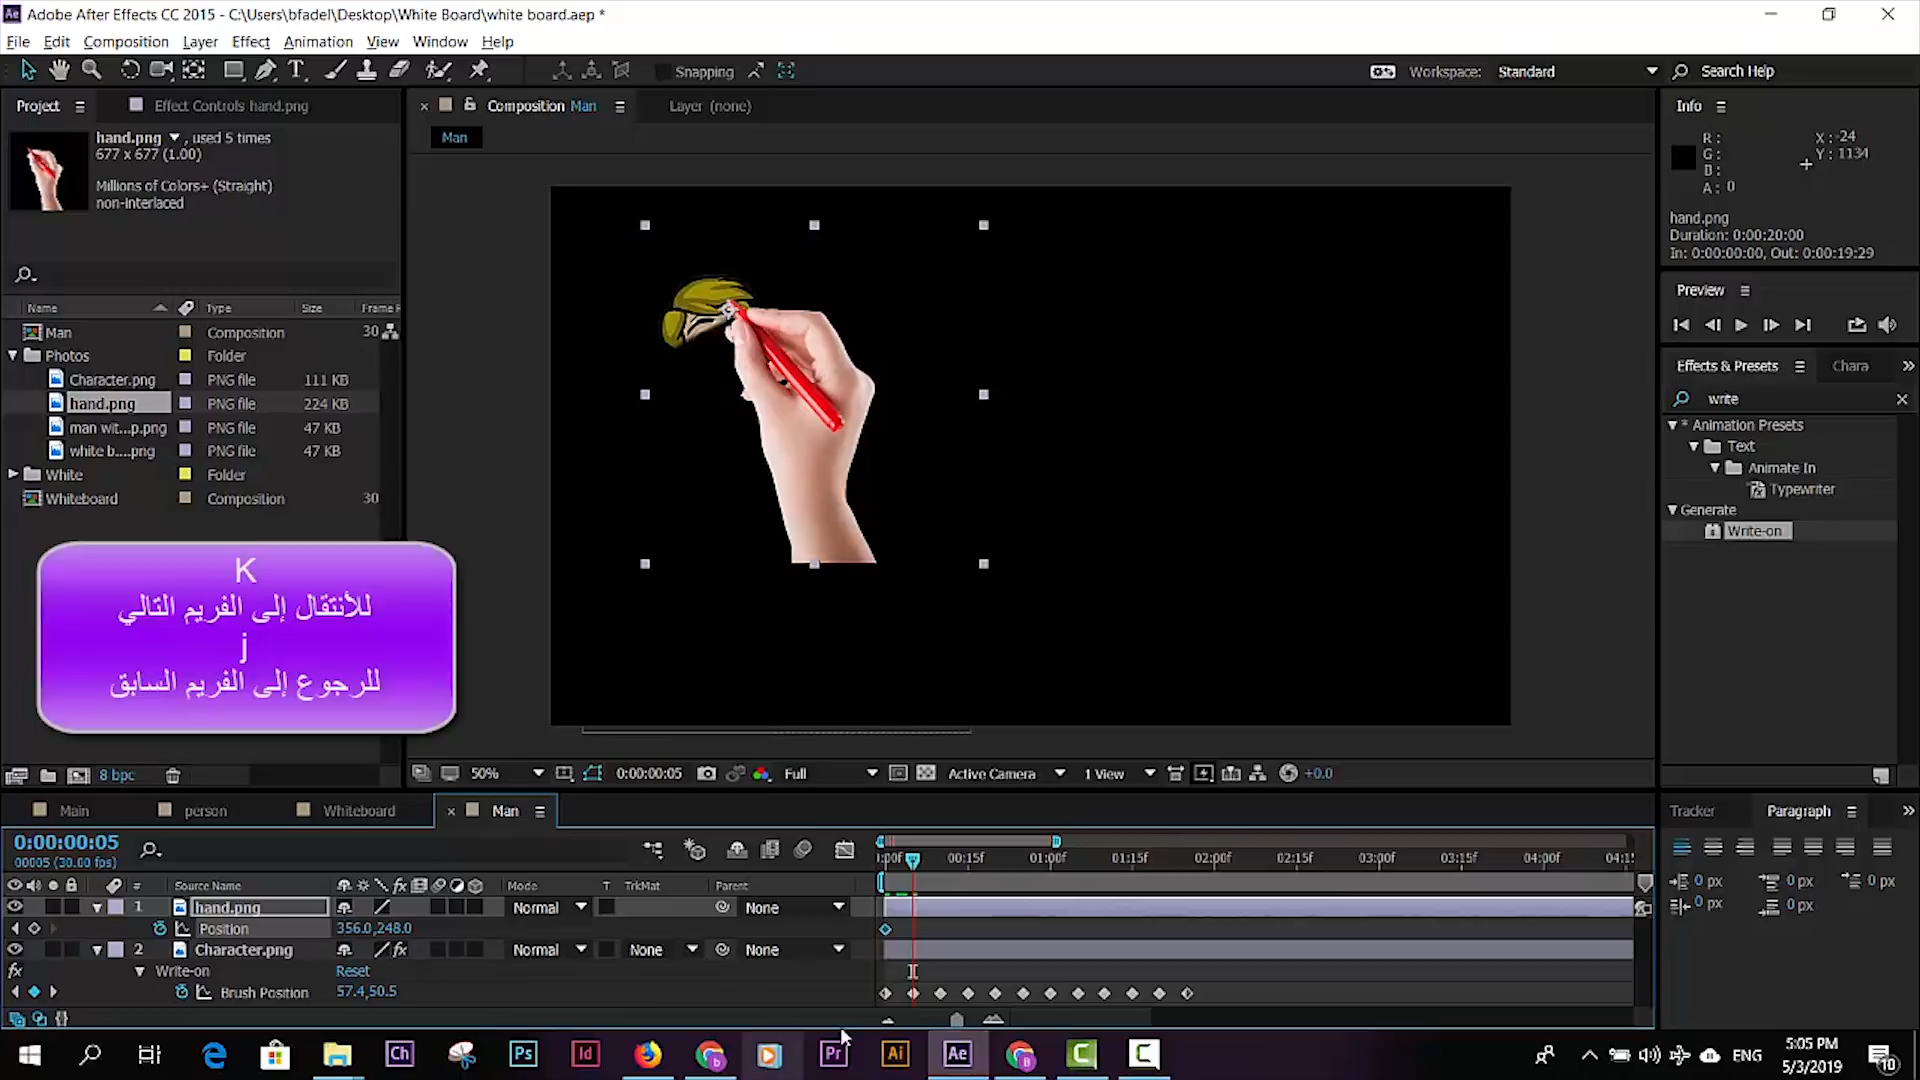 Adobe After Effects CC 2015 - C:\Users\bfadel\Desktop\White Board\white board.aep *
File Edit Composition Layer Effect Animation View Window Help
Snapping
Workspace: Standard
Search Help
Project
Effect Controls hand.png
Composition Man
Layer (none)
Man
hand.png , used 5 times
677 x 677 (1.00)
Millions of Colors+ (Straight)
non-interlaced
Name Type Size Frame R
Man Composition 30
Photos Folder
Character.png PNG file 111 KB
hand.png PNG file 224 KB
man wit...p.png PNG file 47 KB
white b....png PNG file 47 KB
White Folder
Whiteboard Composition 30
K
للأنتقال إلى الفريم التالي
j
للرجوع إلى الفريم السابق
8 bpc
50% 0:00:00:05 Full Active Camera 1 View +0.0
Info
R :
G :
A : 0
X : -24
Y : 1134
hand.png
Duration: 0:00:20:00
In: 0:00:00:00, Out: 0:00:19:29
Preview
Effects & Presets
Chara
write
* Animation Presets
Text
Animate In
Typewriter
Generate
Write-on
Main person Whiteboard Man
0:00:00:05
00005 (30.00 fps)
:00f 00:15f 01:00f 01:15f 02:00f 02:15f 03:00f 03:15f 04:00f 04:1
# Source Name Mode T TrkMat Parent
1 hand.png Normal None
Position 356.0,248.0
2 Character.png Normal None None
fx Write-on Reset
Brush Position 57.4,50.5
Tracker Paragraph
0 px 0 px 0 px
0 px 0 px
Ch Ps Id Pr Ai Ae
ENG
5:05 PM
5/3/2019
10